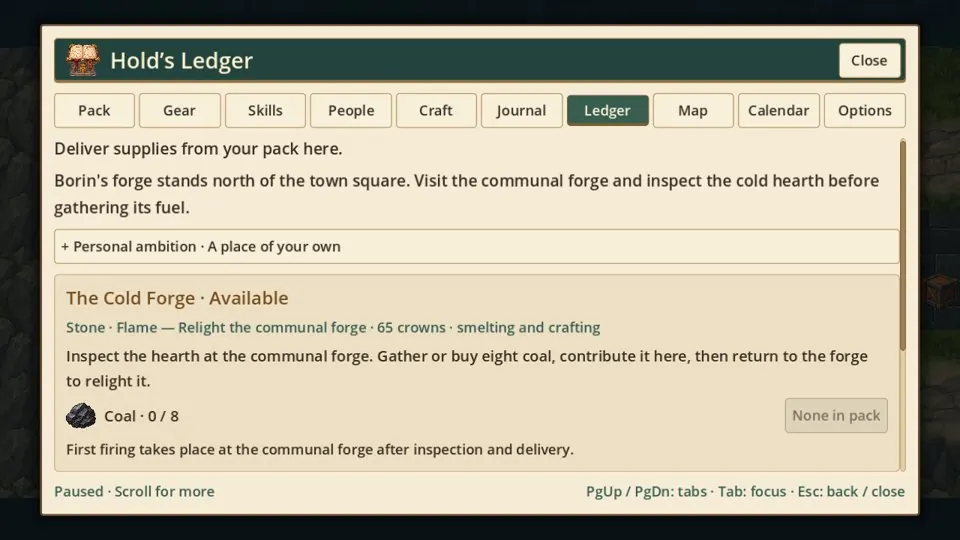 Hold's Ledger
Close
Pack
Gear
Skills
People
Craft
Journal
Ledger
Map
Calendar
Options
Deliver supplies from your pack here.
Borin's forge stands north of the town square. Visit the communal forge and inspect the cold hearth before
gathering its fuel.
+ Personal ambition · A place of your own
The Cold Forge · Available
Stone · Flame — Relight the communal forge · 65 crowns · smelting and crafting
Inspect the hearth at the communal forge. Gather or buy eight coal, contribute it here, then return to the forge
to relight it.
Coal · 0 / 8
None in pack
First firing takes place at the communal forge after inspection and delivery.
Paused · Scroll for more
PgUp / PgDn: tabs · Tab: focus · Esc: back / close